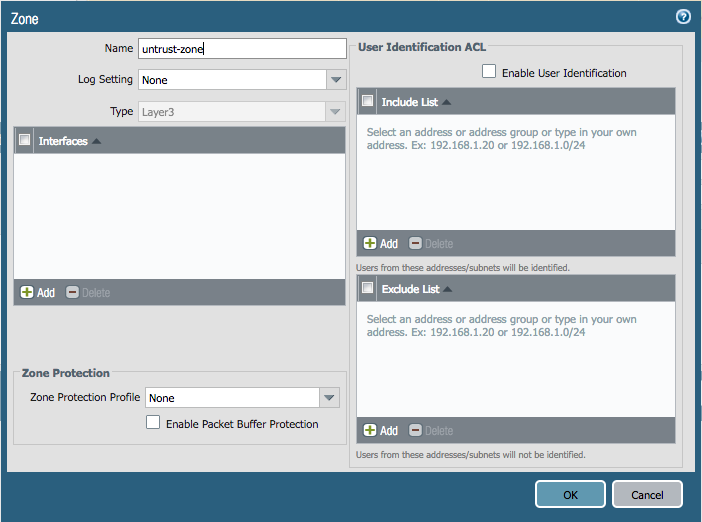 Zone
Name untrust-zone
Log Setting None
Type Layer3
Interfaces
Add Delete
Zone Protection
Zone Protection Profile None
Enable Packet Buffer Protection
User Identification ACL
Enable User Identification
Include List
Select an address or address group or type in your own
address. Ex: 192.168.1.20 or 192.168.1.0/24
Add Delete
Users from these addresses/subnets will be identified.
Exclude List
Select an address or address group or type in your own
address. Ex: 192.168.1.20 or 192.168.1.0/24
Add Delete
Users from these addresses/subnets will not be identified.
OK Cancel